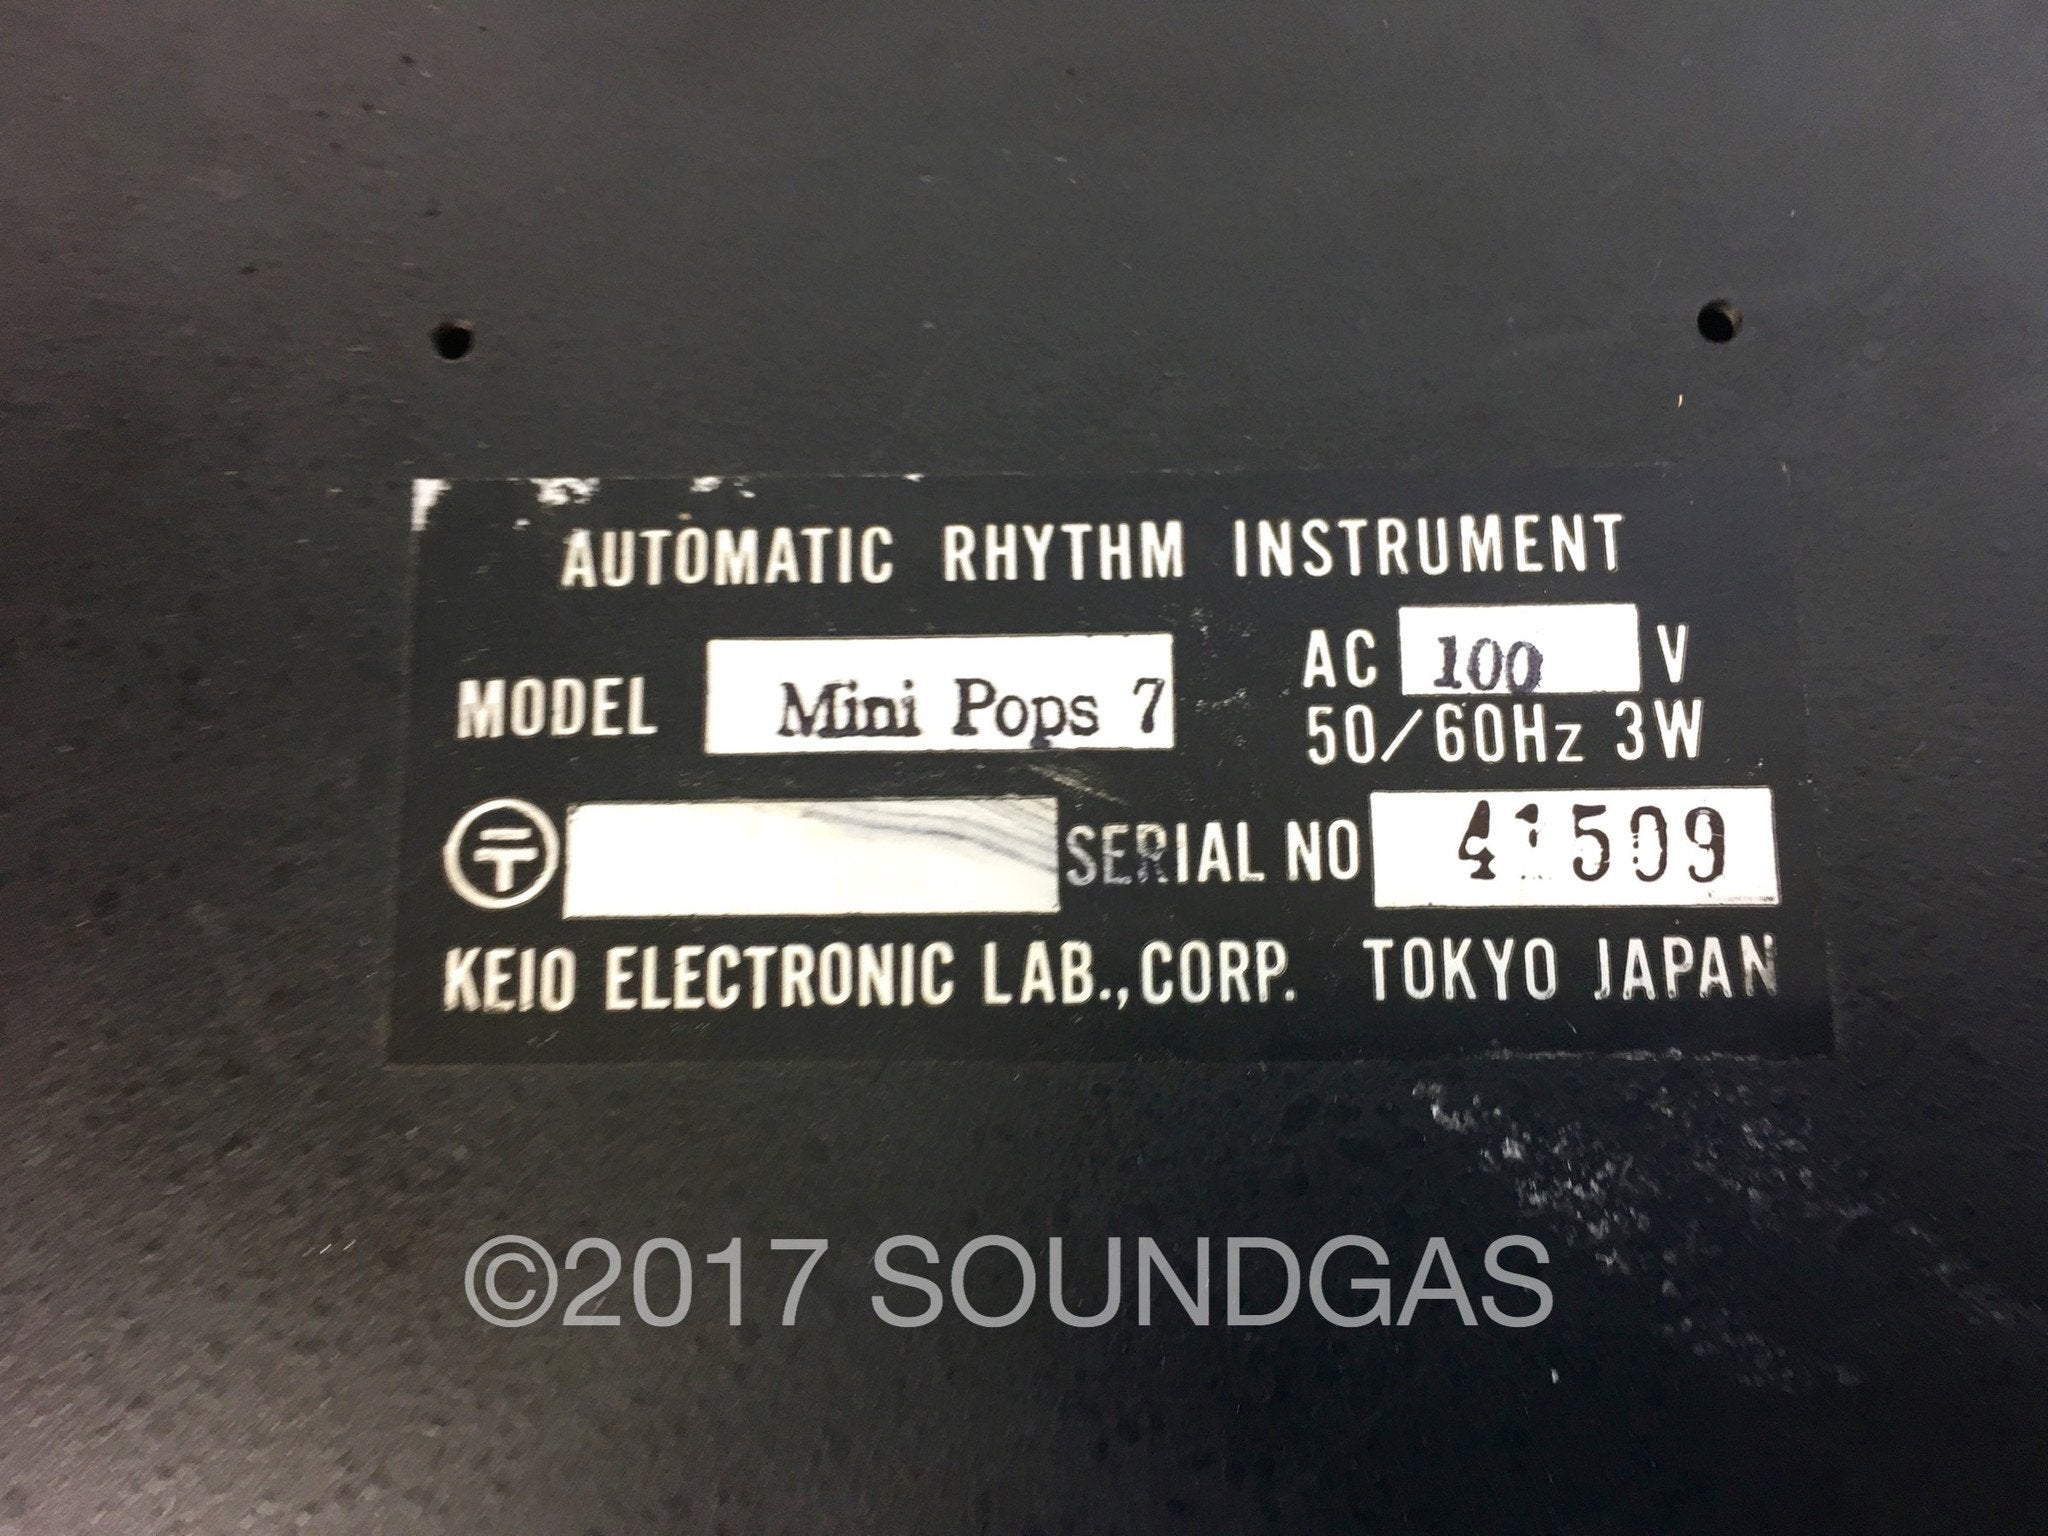 AUTOMATIC RHYTHM INSTRUMENT
MODEL Mini Pops 7 AC 100 V
50/60Hz 3W
SERIAL NO 41509
KEIO ELECTRONIC LAB.,CORP. TOKYO JAPAN
©2017 SOUNDGAS